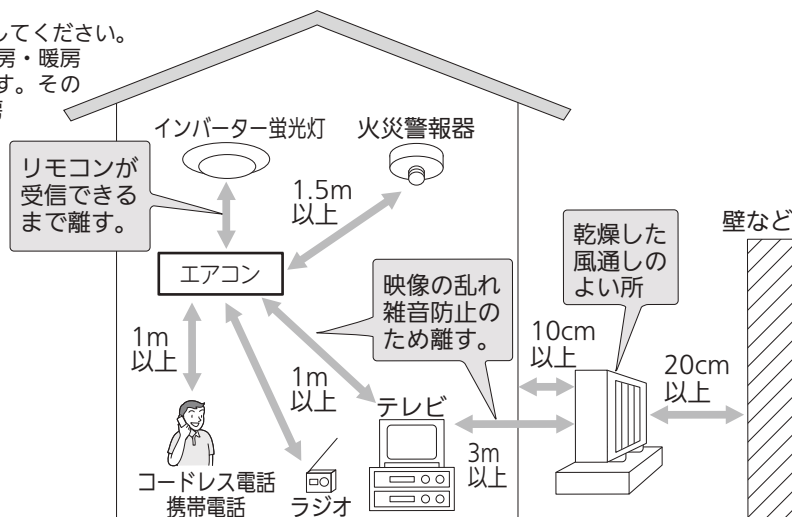 してください。
房・暖房
す。その
インバーター蛍光灯
火災警報器
リモコンが
受信できる
まで離す。
1.5m
以上
壁など
乾燥した
風通しの
よい所
エアコン
映像の乱れ
雑音防止の
ため離す。
1m
以上
1m
以上
10cm
以上
20cm
以上
テレビ
3m
以上
コードレス電話
携帯電話
ラジオ